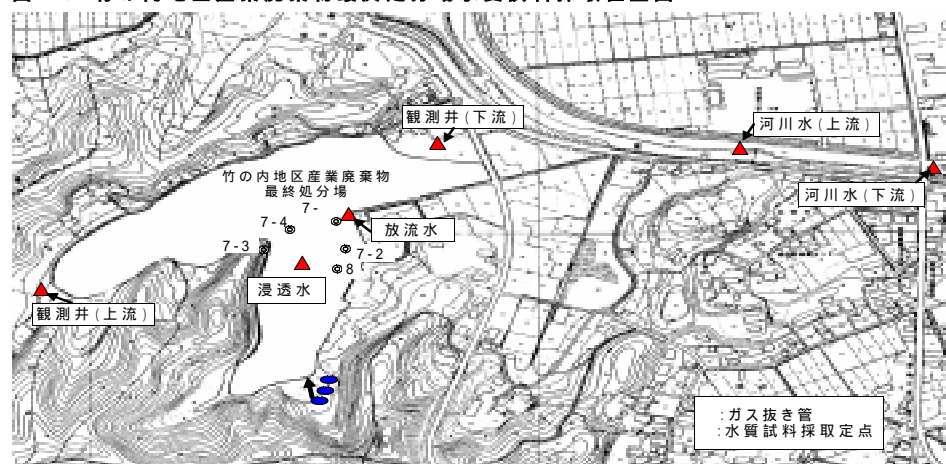 観測井(下流)
河川水(上流)
竹の内地区産業廃棄物
最終処分場
河川水(下流)
7-
7-4
放流水
7-3
7-2
8
浸透水
観測井(上流)
:ガス抜き管
:水質試料採取定点